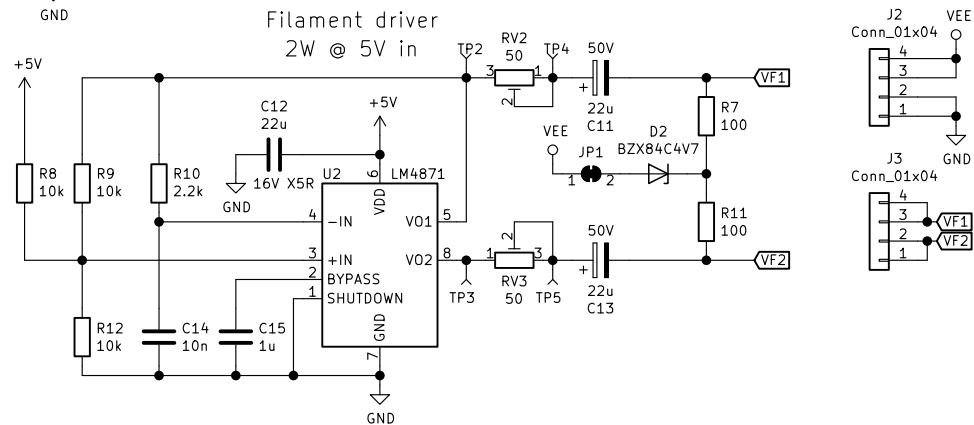 GND
Filament driver
2W @ 5V in
+5V
R8
10k
R9
10k
R10
2.2k
C12
22u
16V X5R
GND
+5V
U2
LM4871
6
VDD
4
-IN
3
+IN
2
BYPASS
1
SHUTDOWN
VO1
5
VO2
8
GND
7
R12
10k
C14
10n
C15
1u
GND
TP2
RV2
50
3
1
2
TP4
50V
+
22u
C11
VF1
R7
100
VEE
JP1
1
2
D2
BZX84C4V7
R11
100
TP3
1
2
3
RV3
50
TP5
50V
+
22u
C13
VF2
J2
Conn_01x04
VEE
4
3
2
1
GND
J3
Conn_01x04
4
3
2
1
VF1
VF2